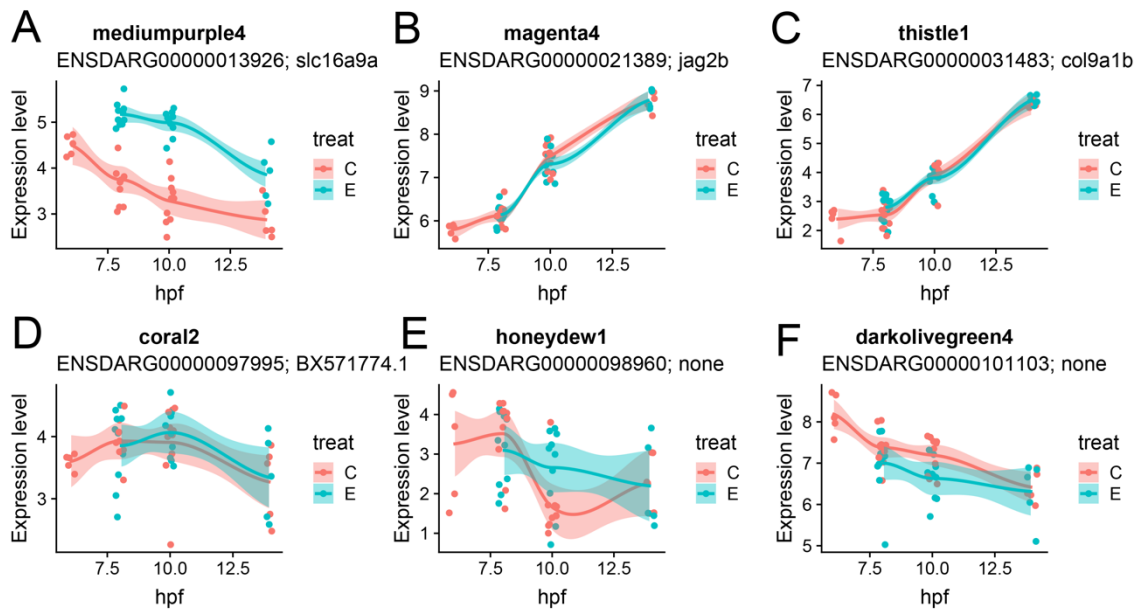 A
mediumpurple4
ENSDARG00000013926; slc16a9a
Expression level
5
4
3
7.5
10.0
12.5
hpf
treat
C
E
B
magenta4
ENSDARG00000021389; jag2b
Expression level
9
8
7
6
7.5
10.0
12.5
hpf
treat
C
E
C
thistle1
ENSDARG00000031483; col9a1b
Expression level
7
6
5
4
3
2
7.5
10.0
12.5
hpf
treat
C
E
D
coral2
ENSDARG00000097995; BX571774.1
Expression level
4
3
7.5
10.0
12.5
hpf
treat
C
E
E
honeydew1
ENSDARG00000098960; none
Expression level
4
3
2
1
7.5
10.0
12.5
hpf
treat
C
E
F
darkolivegreen4
ENSDARG00000101103; none
Expression level
8
7
6
5
7.5
10.0
12.5
hpf
treat
C
E